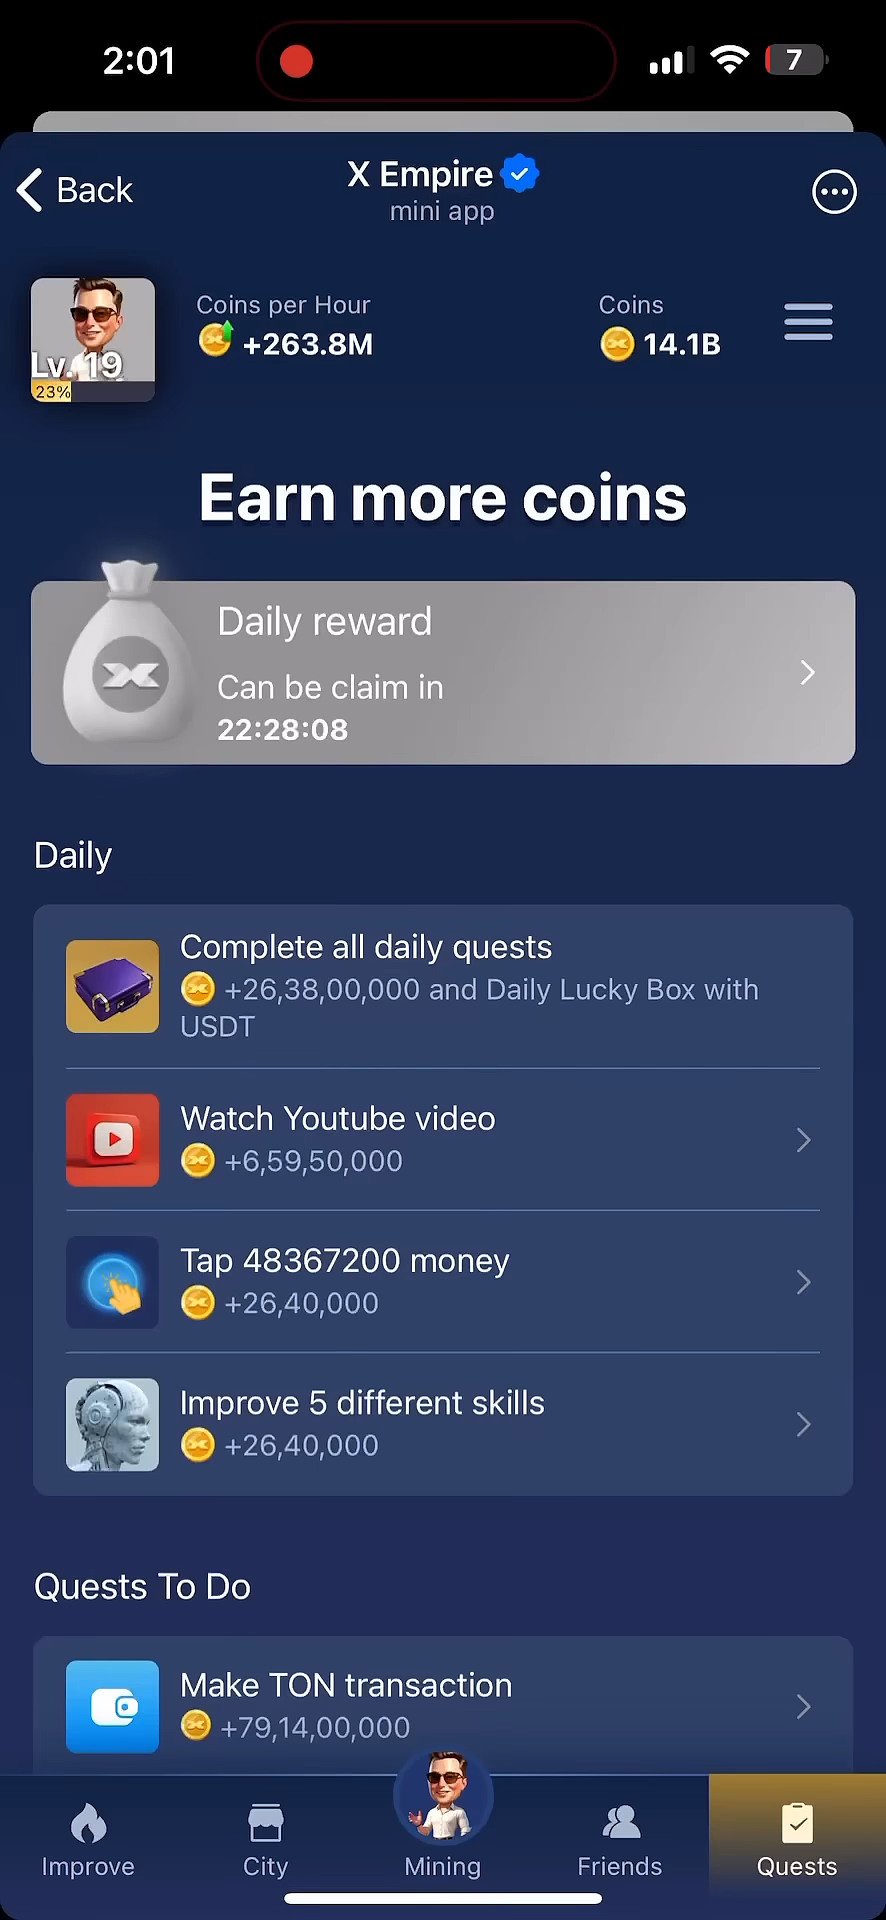 2:01
7
Back
X Empire
mini app
Coins per Hour
+263.8M
Coins
14.1B
Lv. 19
23%
Earn more coins
Daily reward
Can be claim in
22:28:08
Daily
Complete all daily quests
+26,38,00,000 and Daily Lucky Box with
USDT
Watch Youtube video
+6,59,50,000
Tap 48367200 money
+26,40,000
Improve 5 different skills
+26,40,000
Quests To Do
Make TON transaction
+79,14,00,000
Improve
City
Mining
Friends
Quests